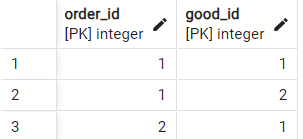 order_id good_id
[PK] integer [PK] integer
1 1 1
2 1 2
3 2 1